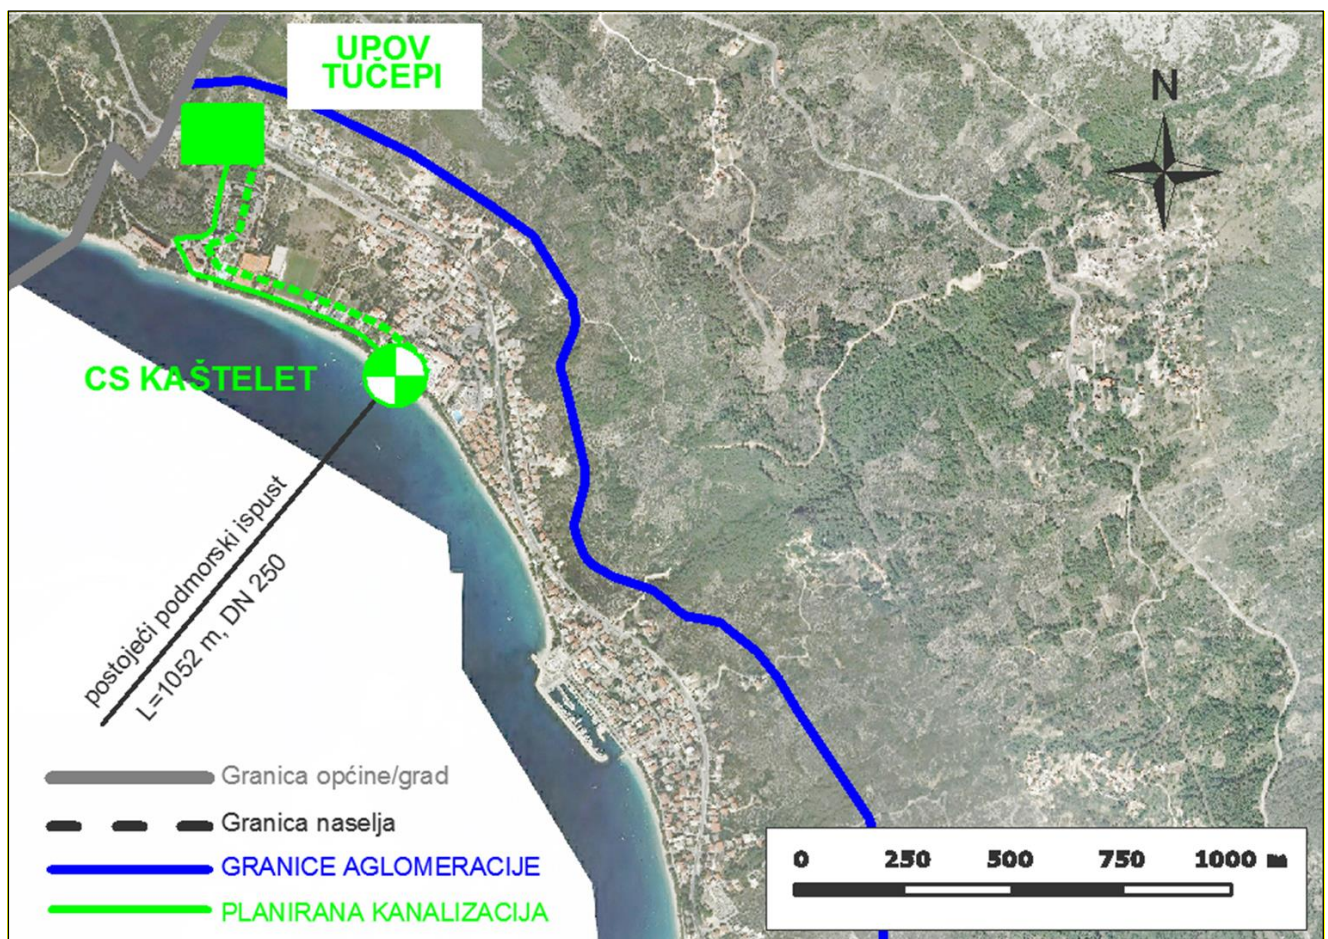 UPOV
TUČEPI
N
CS KAŠTELET
postojeći podmorski ispust
L=1052 m, DN 250
Granica općine/grad
Granica naselja
GRANICE AGLOMERACIJE
PLANIRANA KANALIZACIJA
0 250 500 750 1000 m